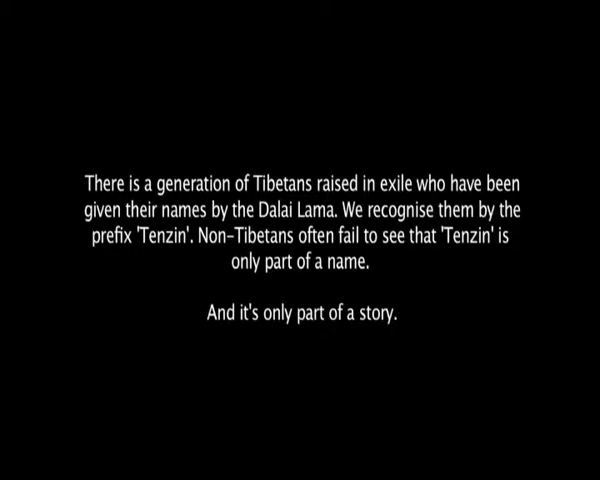 There is a generation of Tibetans raised in exile who have been
given their names by the Dalai Lama. We recognise them by the
prefix 'Tenzin'. Non-Tibetans often fail to see that 'Tenzin' is
only part of a name.
And it's only part of a story.